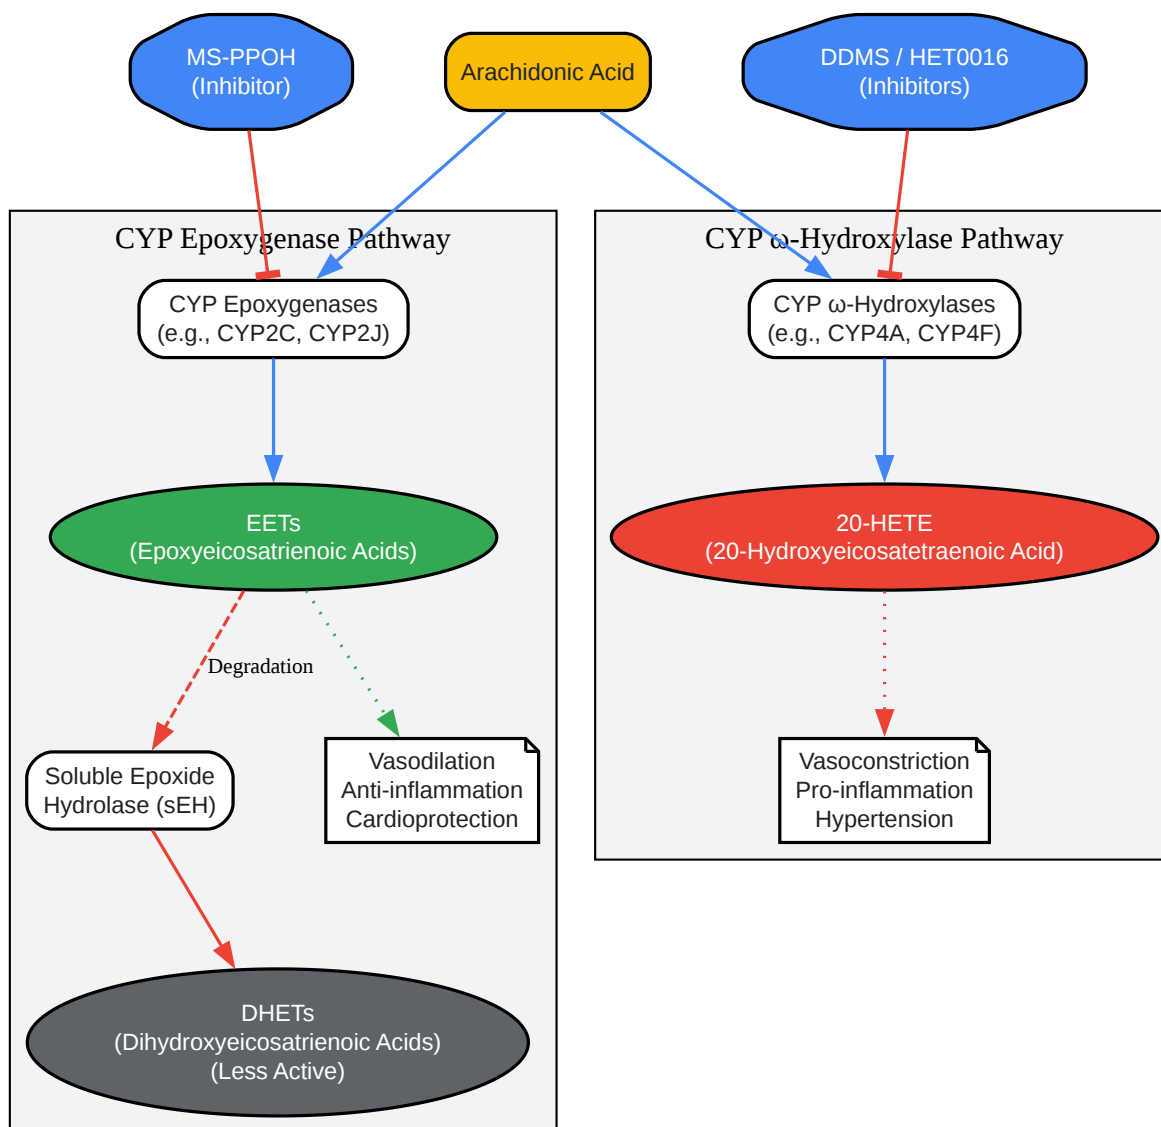 MS-PPOH
(Inhibitor)
Arachidonic Acid
DDMS / HET0016
(Inhibitors)
CYP Epoxygenase Pathway
CYP ω-Hydroxylase Pathway
CYP Epoxygenases
(e.g., CYP2C, CYP2J)
CYP ω-Hydroxylases
(e.g., CYP4A, CYP4F)
EETs
(Epoxyeicosatrienoic Acids)
20-HETE
(20-Hydroxyeicosatetraenoic Acid)
Degradation
Soluble Epoxide
Hydrolase (sEH)
Vasodilation
Anti-inflammation
Cardioprotection
Vasoconstriction
Pro-inflammation
Hypertension
DHETs
(Dihydroxyeicosatrienoic Acids)
(Less Active)